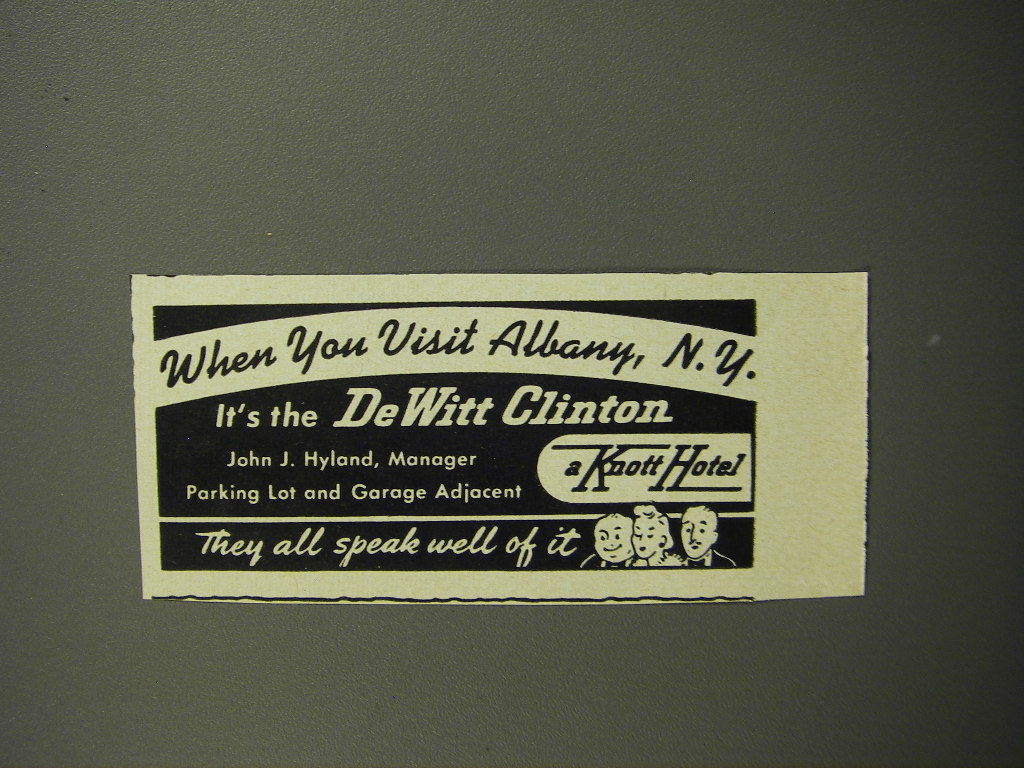 When You Visit Albany, N.Y.
It's the DeWitt Clinton
John J. Hyland, Manager
Parking Lot and Garage Adjacent
a Knott Hotel
They all speak well of it